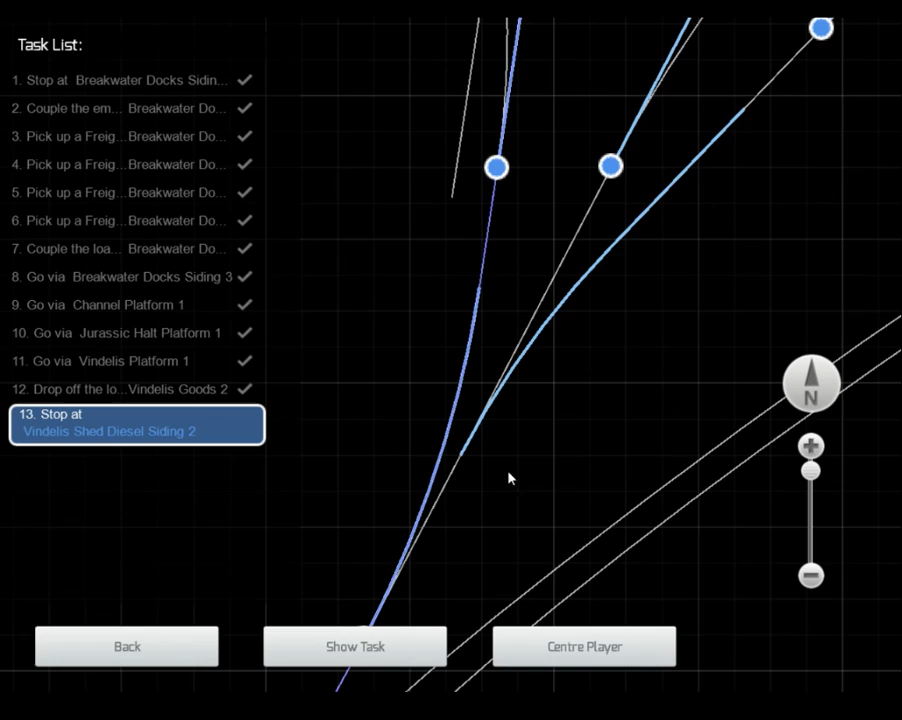 Task List:
1. Stop at Breakwater Docks Sidin...
2. Couple the em... Breakwater Do...
3. Pick up a Freig...Breakwater Do...
4. Pick up a Freig...Breakwater Do...
5. Pick up a Freig...Breakwater Do...
6. Pick up a Freig...Breakwater Do...
7. Couple the loa... Breakwater Do...
8. Go via Breakwater Docks Siding 3
9. Go via Channel Platform 1
10. Go via Jurassic Halt Platform 1
11. Go via Vindelis Platform 1
12. Drop off the lo...Vindelis Goods 2
13. Stop at
Vindelis Shed Diesel Siding 2
N
Back
Show Task
Centre Player